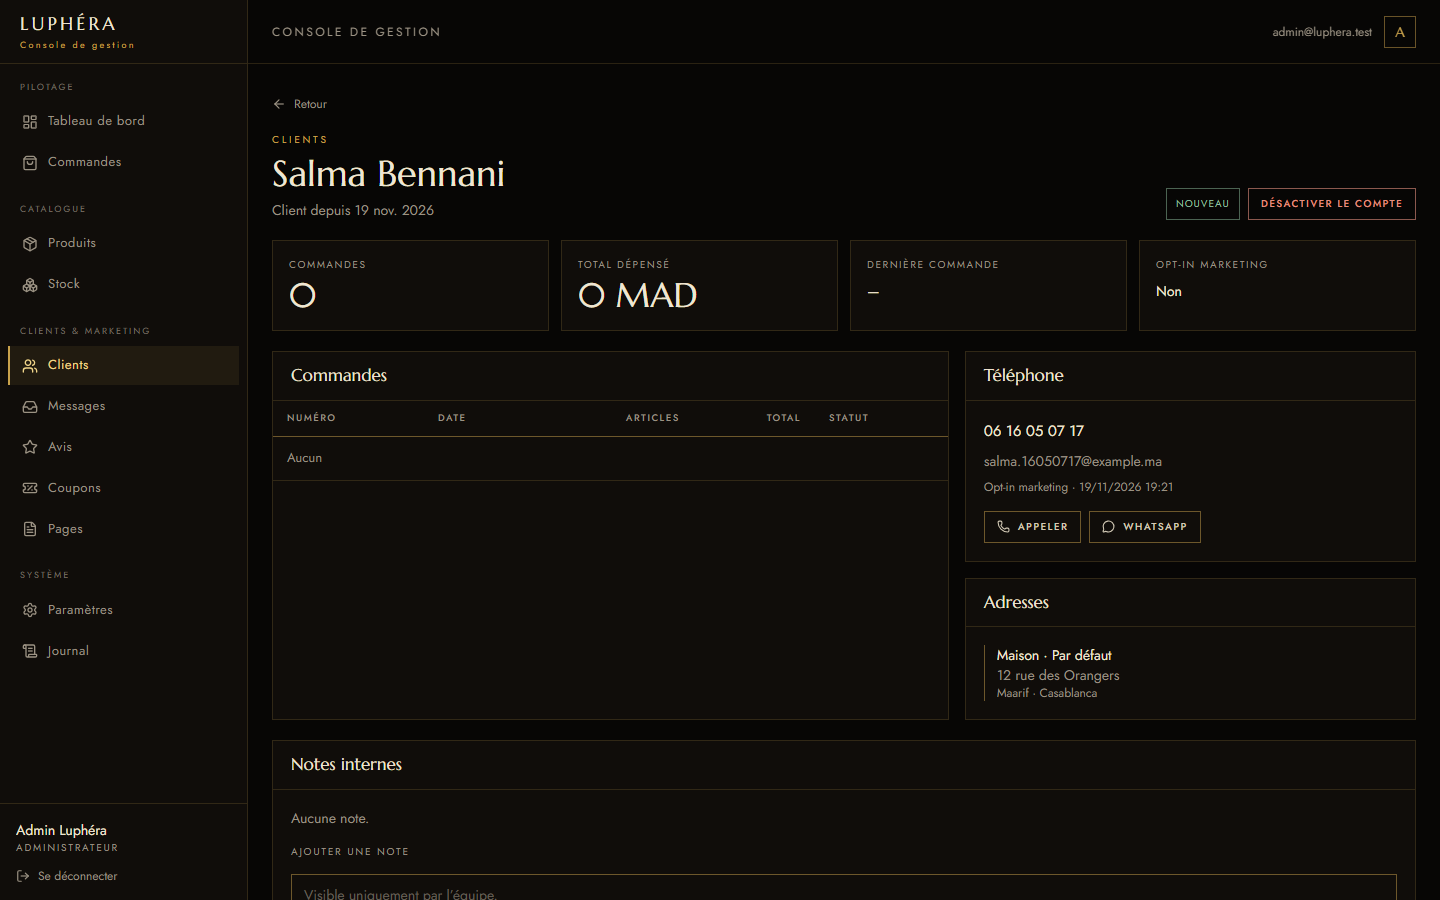 LUPHÉRA
Console de gestion
CONSOLE DE GESTION
admin@luphera.test
A
PILOTAGE
Tableau de bord
Commandes
CATALOGUE
Produits
Stock
CLIENTS & MARKETING
Clients
Messages
Avis
Coupons
Pages
SYSTÈME
Paramètres
Journal
Admin Luphéra
ADMINISTRATEUR
Se déconnecter
Retour
CLIENTS
Salma Bennani
Client depuis 19 nov. 2026
NOUVEAU
DÉSACTIVER LE COMPTE
COMMANDES
0
TOTAL DÉPENSÉ
0 MAD
DERNIÈRE COMMANDE
—
OPT-IN MARKETING
Non
Commandes
NUMÉRO DATE ARTICLES TOTAL STATUT
Aucun
Téléphone
06 16 05 07 17
salma.16050717@example.ma
Opt-in marketing · 19/11/2026 19:21
APPELER
WHATSAPP
Adresses
Maison · Par défaut
12 rue des Orangers
Maarif · Casablanca
Notes internes
Aucune note.
AJOUTER UNE NOTE
Visible uniquement par l'équipe.